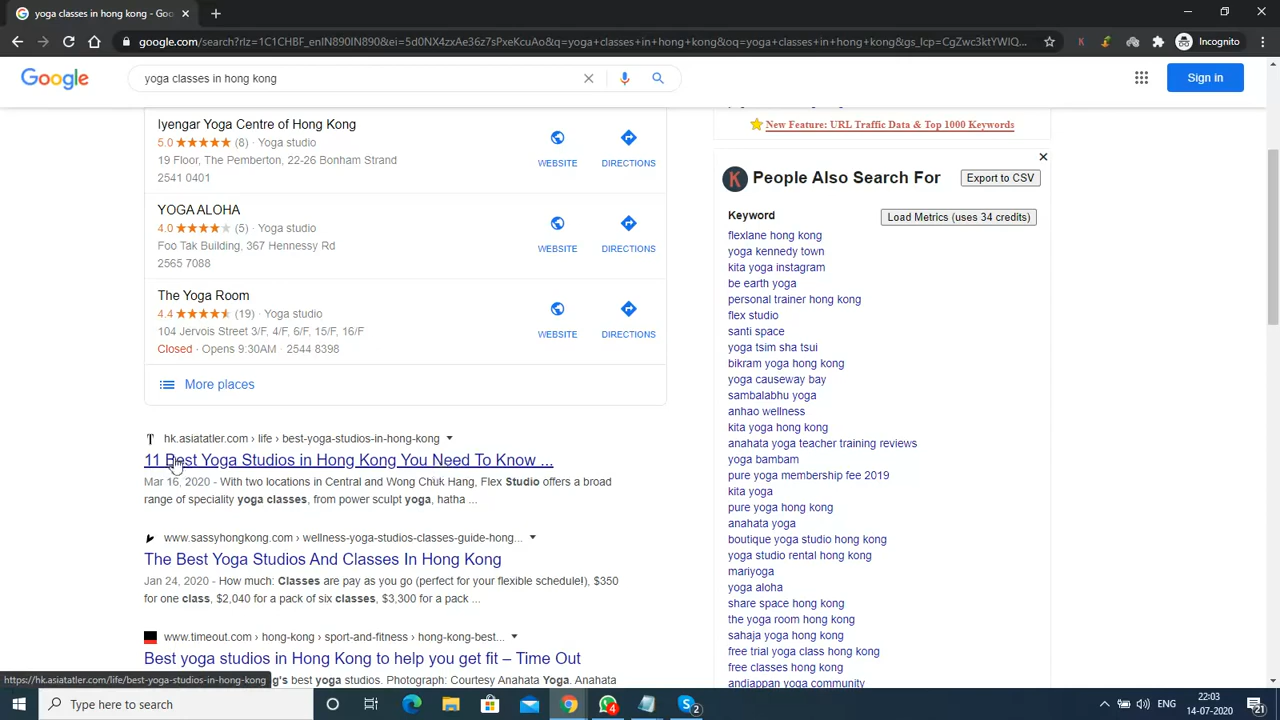 yoga classes in hong kong - Goo
google.com/search?rlz=1C1CHBF_enIN890IN890&ei=5d0NX4zxAe36z7sPxeKcuAo&q=yoga+classes+in+hong+kong&oq=yoga+classes+in+hong+kong&gs_lcp=CgZwc3ktYWIQ...
Incognito
Google
yoga classes in hong kong
Sign in
New Feature: URL Traffic Data & Top 1000 Keywords
Iyengar Yoga Centre of Hong Kong
5.0 ★★★★★ (8) · Yoga studio
19 Floor, The Pemberton, 22-26 Bonham Strand
2541 0401
WEBSITE
DIRECTIONS
YOGA ALOHA
4.0 ★★★★★ (5) · Yoga studio
Foo Tak Building, 367 Hennessy Rd
2565 7088
WEBSITE
DIRECTIONS
The Yoga Room
4.4 ★★★★★ (19) · Yoga studio
104 Jervois Street 3/F, 4/F, 6/F, 15/F, 16/F
Closed · Opens 9:30AM · 2544 8398
WEBSITE
DIRECTIONS
More places
T hk.asiatatler.com › life › best-yoga-studios-in-hong-kong
11 Best Yoga Studios in Hong Kong You Need To Know ...
Mar 16, 2020 - With two locations in Central and Wong Chuk Hang, Flex Studio offers a broad
range of speciality yoga classes, from power sculpt yoga, hatha ...
www.sassyhongkong.com › wellness-yoga-studios-classes-guide-hong...
The Best Yoga Studios And Classes In Hong Kong
Jan 24, 2020 - How much: Classes are pay as you go (perfect for your flexible schedule!), $350
for one class, $2,040 for a pack of six classes, $3,300 for a pack ...
www.timeout.com › hong-kong › sport-and-fitness › hong-kong-best...
Best yoga studios in Hong Kong to help you get fit – Time Out
g's best yoga studios. Photograph: Courtesy Anahata Yoga. Anahata
K People Also Search For
Export to CSV
Keyword
Load Metrics (uses 34 credits)
flexlane hong kong
yoga kennedy town
kita yoga instagram
be earth yoga
personal trainer hong kong
flex studio
santi space
yoga tsim sha tsui
bikram yoga hong kong
yoga causeway bay
sambalabhu yoga
anhao wellness
kita yoga hong kong
anahata yoga teacher training reviews
yoga bambam
pure yoga membership fee 2019
kita yoga
pure yoga hong kong
anahata yoga
boutique yoga studio hong kong
yoga studio rental hong kong
mariyoga
yoga aloha
share space hong kong
the yoga room hong kong
sahaja yoga hong kong
free trial yoga class hong kong
free classes hong kong
andiappan yoga community
https://hk.asiatatler.com/life/best-yoga-studios-in-hong-kong
Type here to search
4
2
ENG
22:03
14-07-2020
21